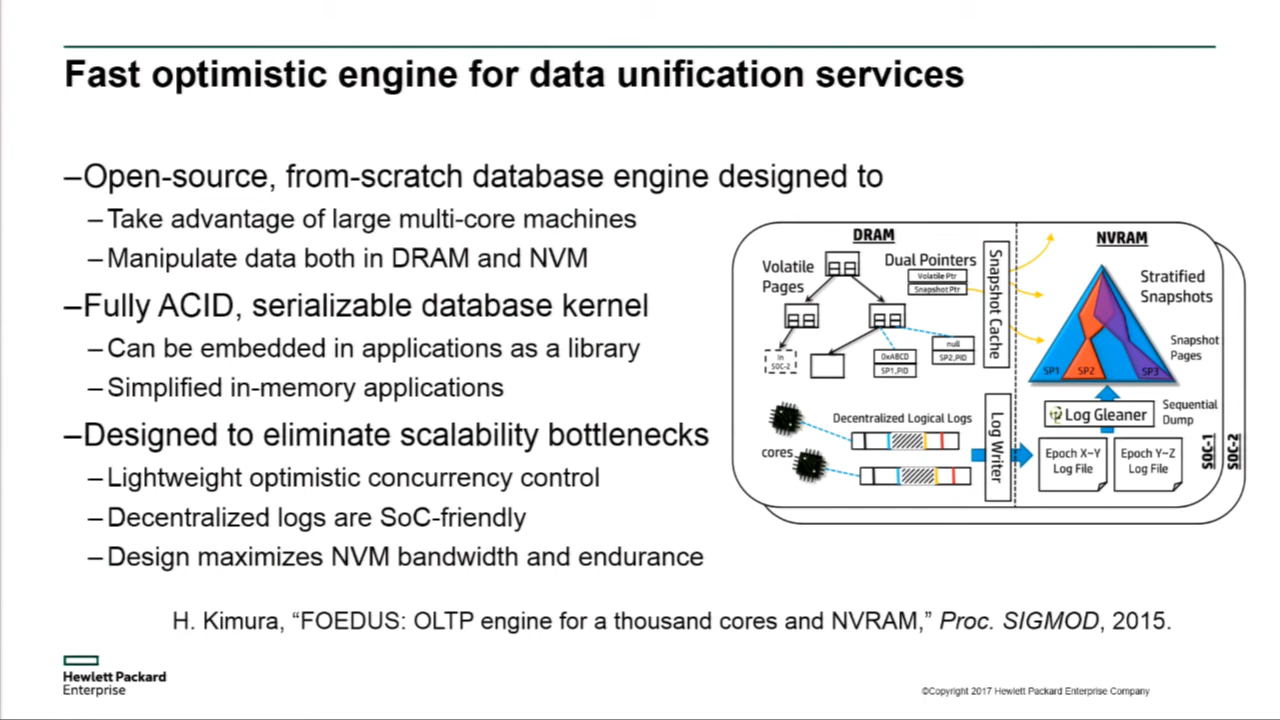 Fast optimistic engine for data unification services
–Open-source, from-scratch database engine designed to
–Take advantage of large multi-core machines
–Manipulate data both in DRAM and NVM
–Fully ACID, serializable database kernel
–Can be embedded in applications as a library
–Simplified in-memory applications
–Designed to eliminate scalability bottlenecks
–Lightweight optimistic concurrency control
–Decentralized logs are SoC-friendly
–Design maximizes NVM bandwidth and endurance
DRAM
Volatile
Pages
Dual Pointers
Volatile Ptr
Snapshot Ptr
Snapshot Cache
In
SOC-2
0xABCD
SP1,PID
null
SP2,PID
Decentralized Logical Logs
cores
Log Writer
NVRAM
Stratified
Snapshots
Snapshot
Pages
SP1
SP2
SP3
Log Gleaner
Sequential
Dump
Epoch X-Y
Log File
Epoch Y-Z
Log File
SOC-1
SOC-2
H. Kimura, “FOEDUS: OLTP engine for a thousand cores and NVRAM,” Proc. SIGMOD, 2015.
Hewlett Packard
Enterprise
©Copyright 2017 Hewlett Packard Enterprise Company